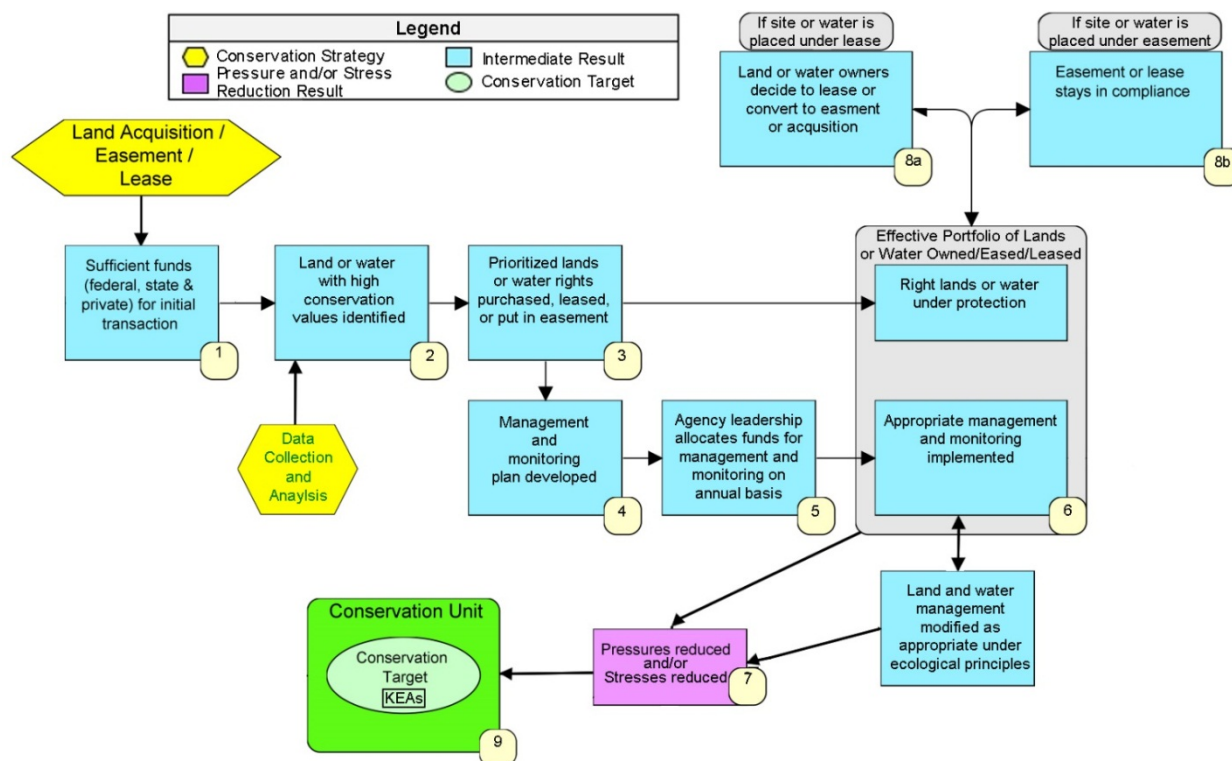 Legend
Conservation Strategy
Pressure and/or Stress
Reduction Result
Intermediate Result
Conservation Target
If site or water is
placed under lease
Land or water owners
decide to lease or
convert to easment
or acqusition
8a
If site or water is
placed under easement
Easement or lease
stays in compliance
8b
Land Acquisition /
Easement /
Lease
Sufficient funds
(federal, state &
private) for initial
transaction
1
Land or water
with high
conservation
values identified
2
Prioritized lands
or water rights
purchased, leased,
or put in easement
3
Effective Portfolio of Lands
or Water Owned/Eased/Leased
Right lands or water
under protection
Data
Collection
and
Anaylsis
Management
and
monitoring
plan developed
4
Agency leadership
allocates funds for
management and
monitoring on
annual basis
5
Appropriate management
and monitoring
implemented
6
Land and water
management
modified as
appropriate under
ecological principles
Pressures reduced
and/or
Stresses reduced
7
Conservation Unit
Conservation
Target
KEAs
9